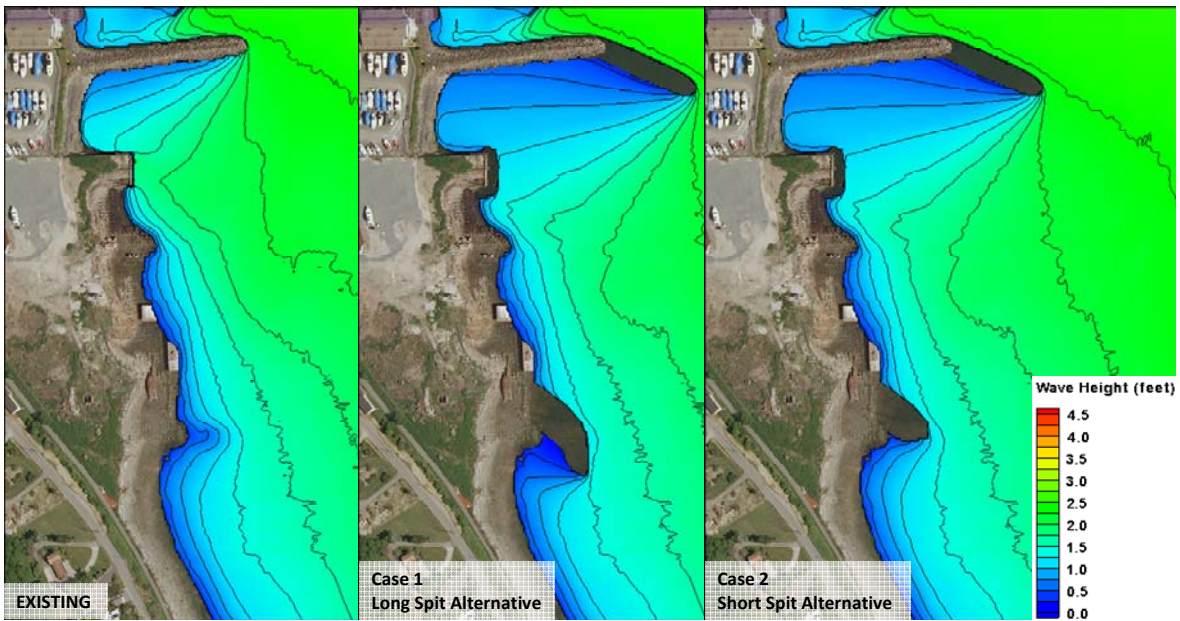 EXISTING
Case 1
Long Spit Alternative
Case 2
Short Spit Alternative
Wave Height (feet)
4.5
4.0
3.5
3.0
2.5
2.0
1.5
1.0
0.5
0.0